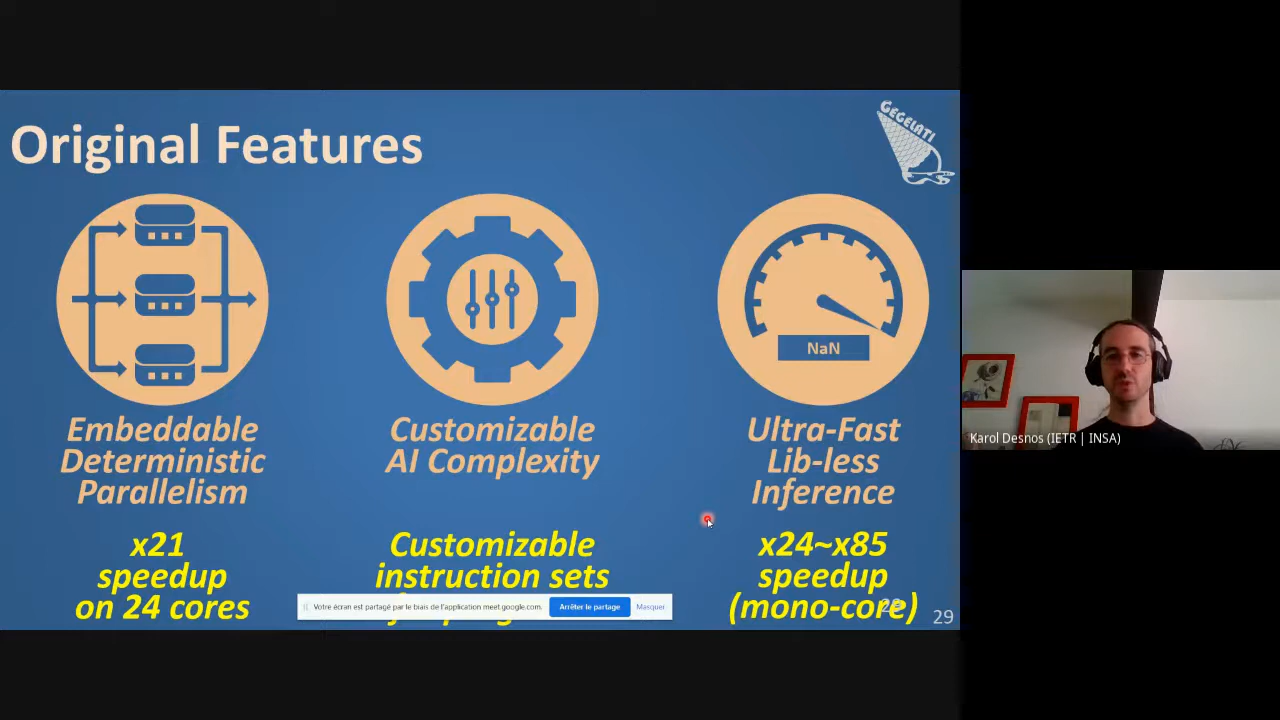 Original Features
GEGELATI
NaN
Embeddable
Deterministic
Parallelism
Customizable
AI Complexity
Ultra-Fast
Lib-less
Inference
x21
speedup
on 24 cores
Customizable
instruction sets
x24~x85
speedup
(mono-core)
Votre écran est partagé par le biais de l'application meet.google.com.
Arrêter le partage
Masquer
29
Karol Desnos (IETR | INSA)